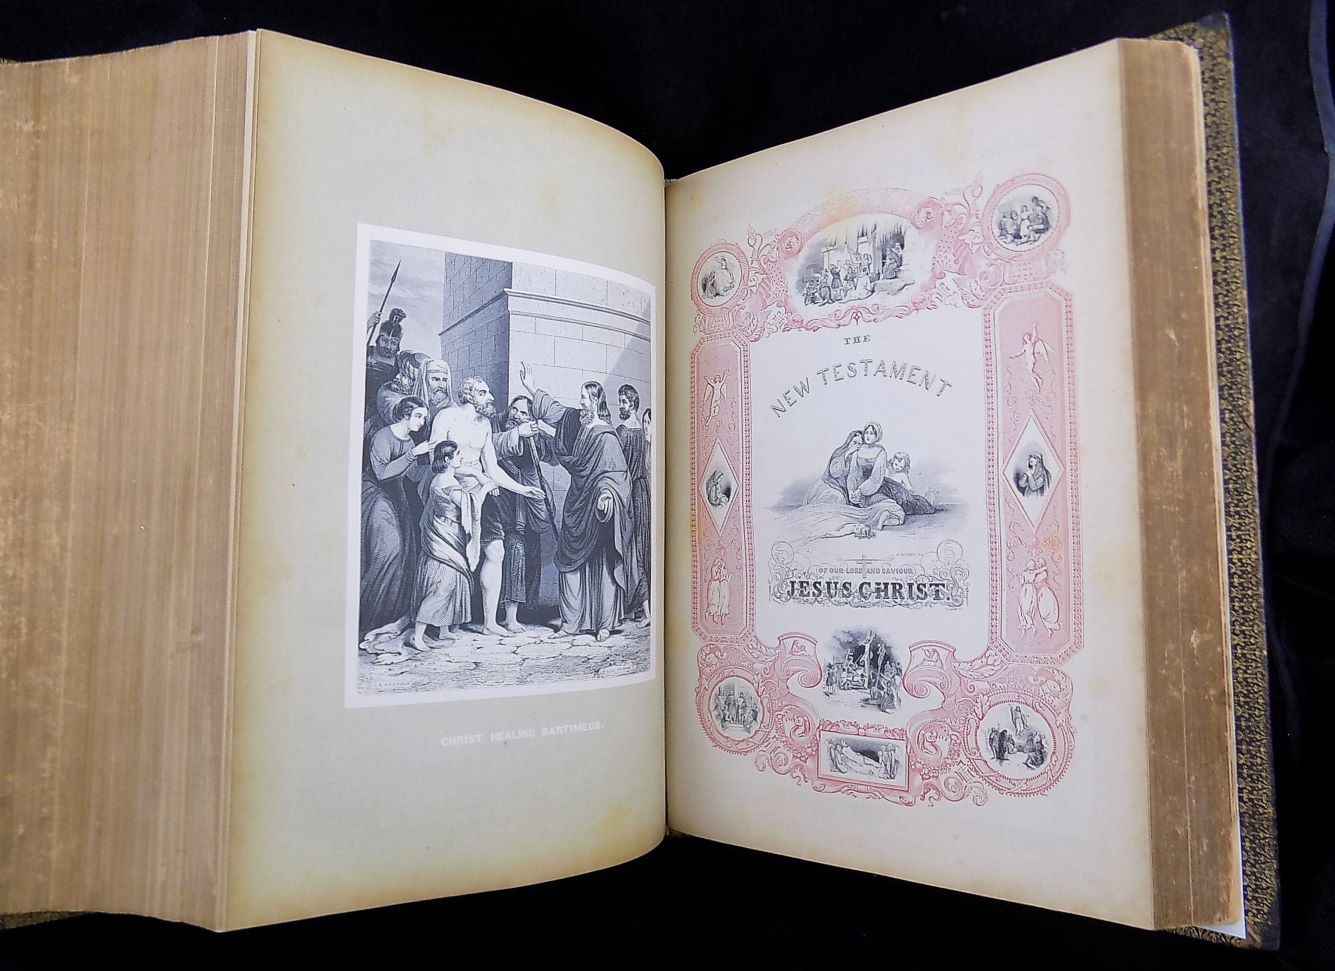 CHRIST HEALING BARTIMEUS.
THE
NEW TESTAMENT
OF OUR LORD AND SAVIOUR
JESUS CHRIST.